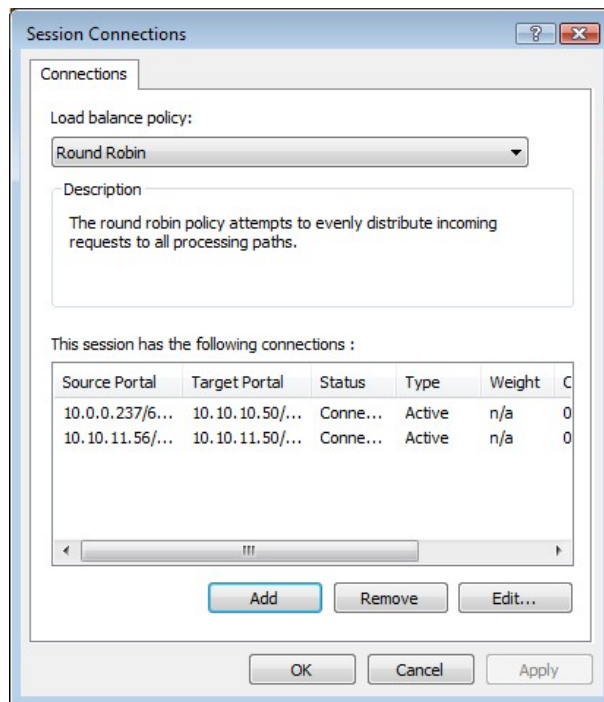 Session Connections
Connections
Load balance policy:
Round Robin
Description
The round robin policy attempts to evenly distribute incoming
requests to all processing paths.
This session has the following connections :
Source Portal Target Portal Status Type Weight C
10.0.0.237/6... 10.10.10.50/... Conne... Active n/a 0
10.10.11.56/... 10.10.11.50/... Conne... Active n/a 0
Add Remove Edit...
OK Cancel Apply